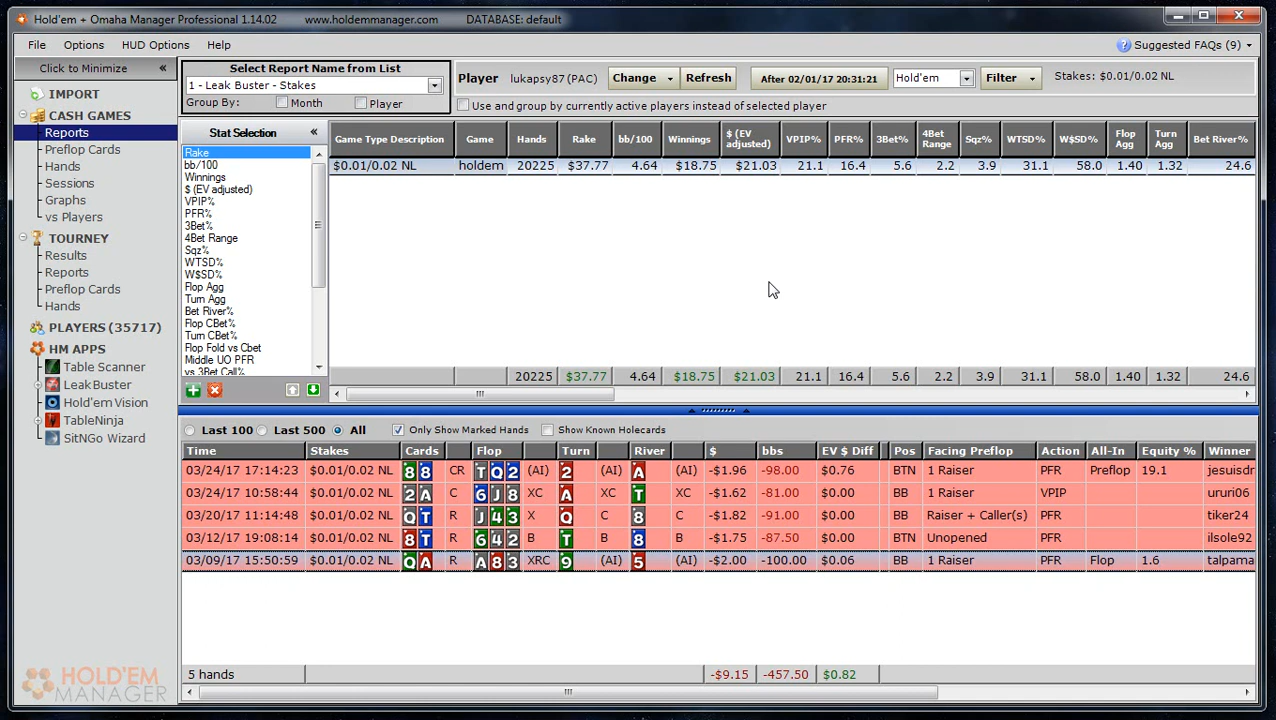 Hold'em + Omaha Manager Professional 1.14.02 www.holdemmanager.com DATABASE: default
File Options HUD Options Help Suggested FAQs (9)
Click to Minimize «
IMPORT
CASH GAMES
Reports
Preflop Cards
Hands
Sessions
Graphs
vs Players
TOURNEY
Results
Reports
Preflop Cards
Hands
PLAYERS (35717)
HM APPS
Table Scanner
LeakBuster
Hold'em Vision
TableNinja
SitNGo Wizard
HOLD'EM
MANAGER
Select Report Name from List
1 - Leak Buster - Stakes
Group By: Month Player
Player lukapsy87 (PAC) Change Refresh After 02/01/17 20:31:21 Hold'em Filter Stakes: $0.01/0.02 NL
Use and group by currently active players instead of selected player
Stat Selection «
Rake
bb/100
Winnings
$ (EV adjusted)
VPIP%
PFR%
3Bet%
4Bet Range
Sqz%
WTSD%
W$SD%
Flop Agg
Turn Agg
Bet River%
Flop CBet%
Turn CBet%
Flop Fold vs Cbet
Middle UO PFR
vs 3Bet Call%
Game Type Description Game Hands Rake bb/100 Winnings $ (EV adjusted) VPIP% PFR% 3Bet% 4Bet Range Sqz% WTSD% W$SD% Flop Agg Turn Agg Bet River%
$0.01/0.02 NL holdem 20225 $37.77 4.64 $18.75 $21.03 21.1 16.4 5.6 2.2 3.9 31.1 58.0 1.40 1.32 24.6
20225 $37.77 4.64 $18.75 $21.03 21.1 16.4 5.6 2.2 3.9 31.1 58.0 1.40 1.32 24.6
Last 100 Last 500 All Only Show Marked Hands Show Known Holecards
Time Stakes Cards Flop Turn River $ bbs EV $ Diff Pos Facing Preflop Action All-In Equity % Winner
03/24/17 17:14:23 $0.01/0.02 NL 8 8 CR T Q 2 (AI) 2 (AI) A (AI) -$1.96 -98.00 $0.76 BTN 1 Raiser PFR Preflop 19.1 jesuisdr
03/24/17 10:58:44 $0.01/0.02 NL 2 A C 6 J 8 XC A XC T XC -$1.62 -81.00 $0.00 BB 1 Raiser VPIP ururi06
03/20/17 11:14:48 $0.01/0.02 NL Q T R J 4 3 X Q C 8 C -$1.82 -91.00 $0.00 BB Raiser + Caller(s) PFR tiker24
03/12/17 19:08:14 $0.01/0.02 NL 8 T R 6 4 2 B T B 8 B -$1.75 -87.50 $0.00 BTN Unopened PFR ilsole92
03/09/17 15:50:59 $0.01/0.02 NL Q A R A 8 3 XRC 9 (AI) 5 (AI) -$2.00 -100.00 $0.06 BB 1 Raiser PFR Flop 1.6 talpama
5 hands -$9.15 -457.50 $0.82